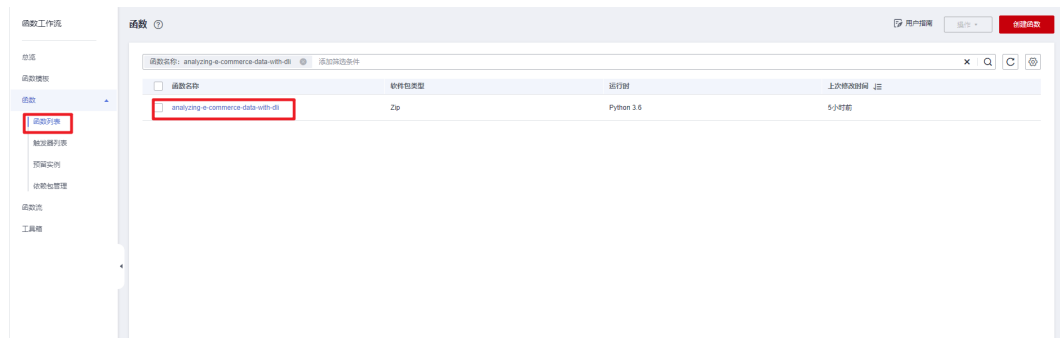 函数工作流
总览
函数模板
函数
函数列表
触发器列表
预留实例
依赖包管理
函数流
工具箱
函数
用户指南
操作
创建函数
函数名称：analyzing-e-commerce-data-with-dli
添加筛选条件
函数名称 软件包类型 运行时 上次修改时间
analyzing-e-commerce-data-with-dli Zip Python 3.6 5小时前